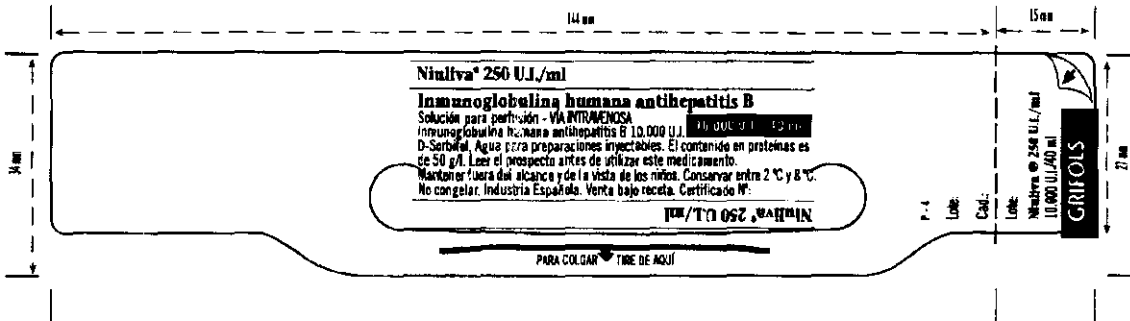 144 mm
15 mm
34 mm
Niuliva® 250 U.I./ml
Inmunoglobulina humana antihepatitis B
Solución para perfusión - VÍA INTRAVENOSA
Inmunoglobulina humana antihepatitis B 10.000 U.I. 10.000 U.I.
D-Sorbitol, Agua para preparaciones inyectables. El contenido en proteínas es
de 50 g/l. Leer el prospecto antes de utilizar este medicamento.
Mantener fuera del alcance y de la vista de los niños. Conservar entre 2 °C y 8 °C.
No congelar. Industria Española. Venta bajo receta. Certificado Nº:
Niuliva® 250 U.I./ml
PARA COLGAR TIRE DE AQUÍ
P - 4
Lote:
Cad.:
Lote:
Niuliva ® 250 U.I./ml
10.000 U.I./40 ml
GRIFOLS